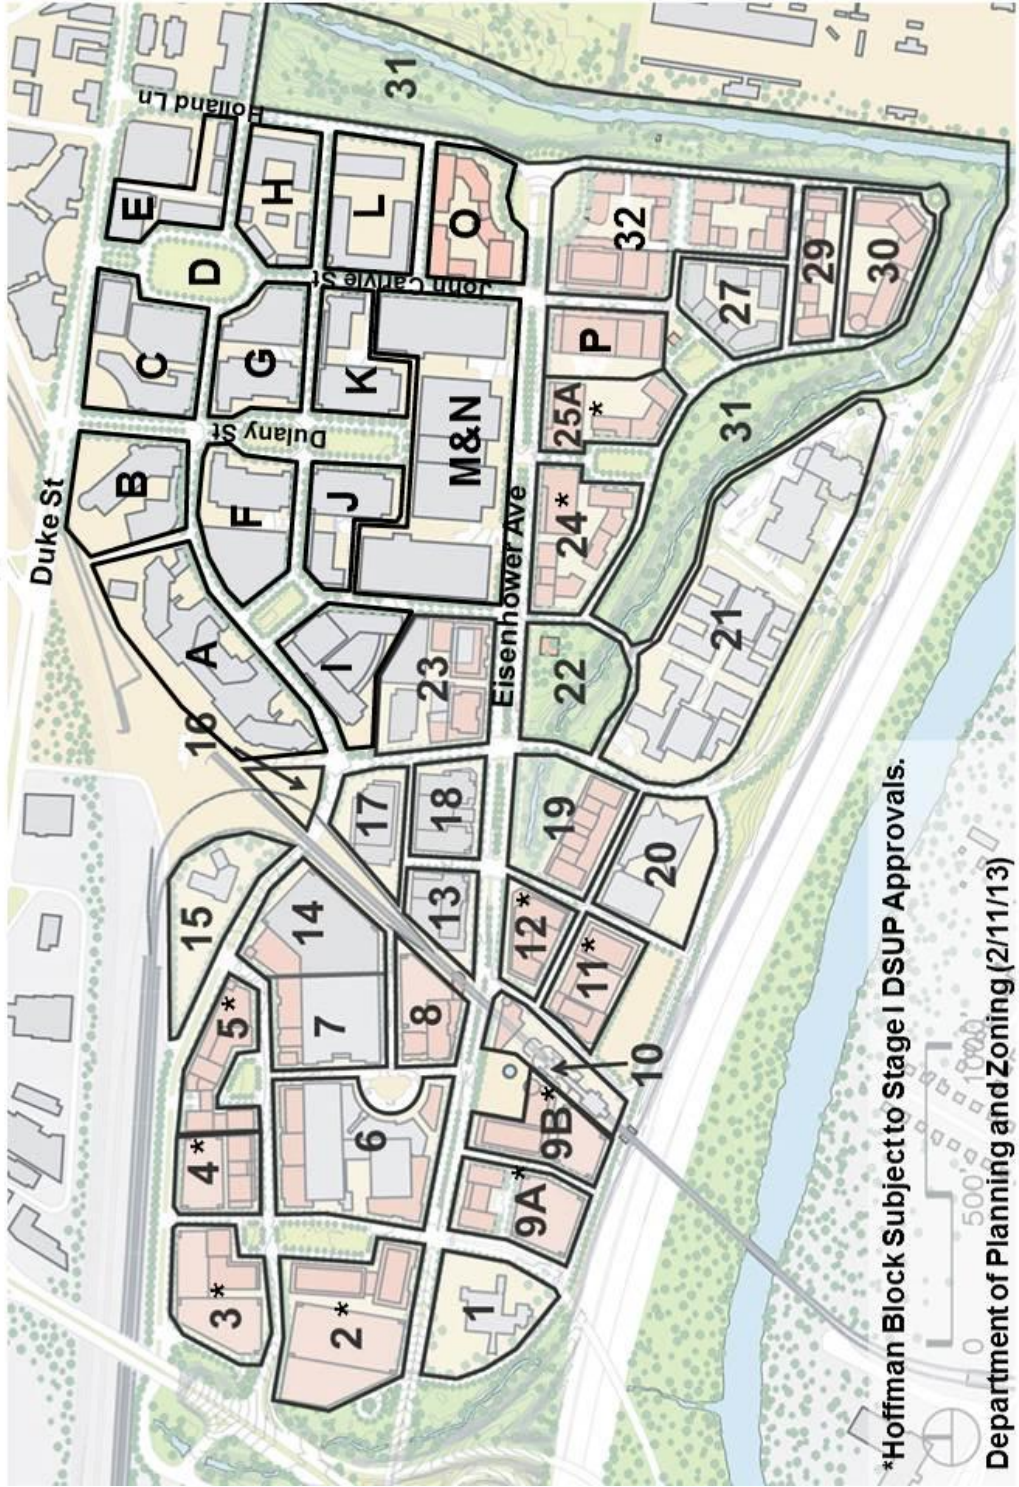 Duke St
Holland Ln
John Carlyle St
Dulany St
Eisenhower Ave
A
B
C
D
E
F
G
H
I
J
K
L
M&N
O
P
1
2*
3*
4*
5*
6
7
8
9A*
9B*
10
11*
12*
13
14
15
16
17
18
19
20
21
22
23
24*
25A*
27
29
30
31
31
32
0 500' 1000'
*Hoffman Block Subject to Stage I DSUP Approvals.
Department of Planning and Zoning (2/11/13)